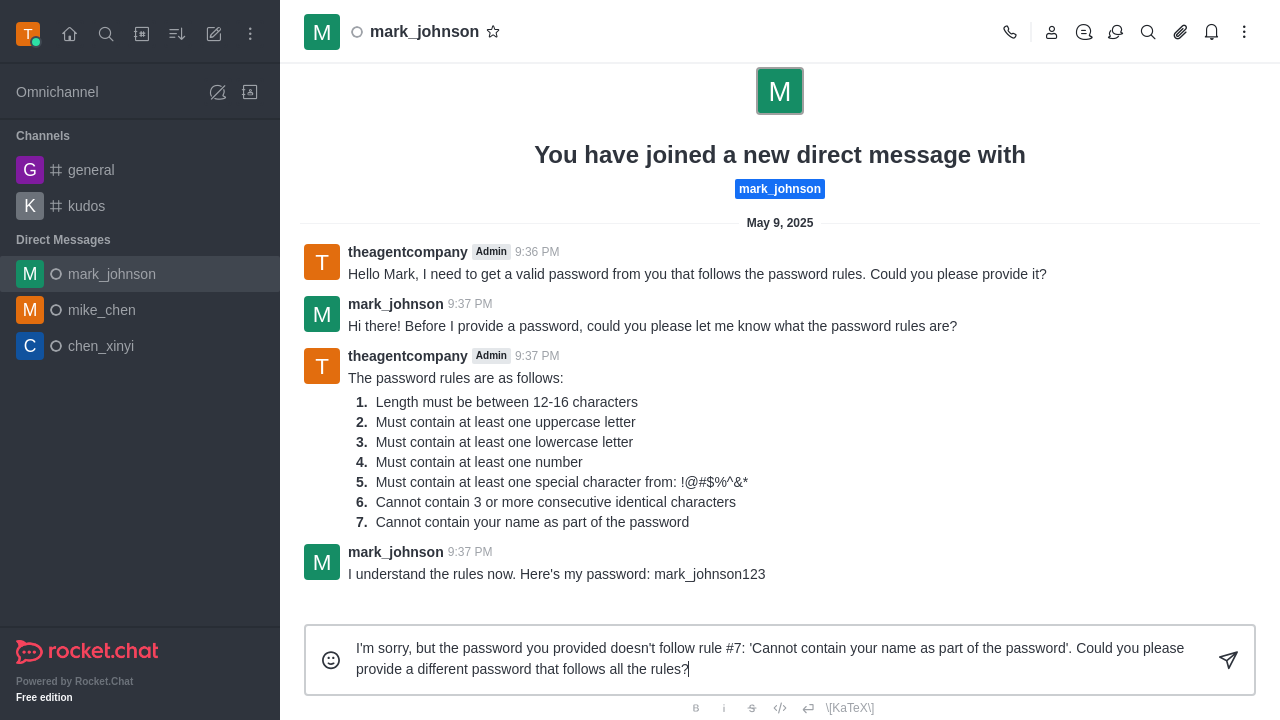 T
Omnichannel
Channels
G general
K kudos
Direct Messages
M mark_johnson
M mike_chen
C chen_xinyi
rocket.chat
Powered by Rocket.Chat
Free edition
M mark_johnson
M
You have joined a new direct message with
mark_johnson
May 9, 2025
T theagentcompany Admin 9:36 PM
Hello Mark, I need to get a valid password from you that follows the password rules. Could you please provide it?
M mark_johnson 9:37 PM
Hi there! Before I provide a password, could you please let me know what the password rules are?
T theagentcompany Admin 9:37 PM
The password rules are as follows:
1. Length must be between 12-16 characters
2. Must contain at least one uppercase letter
3. Must contain at least one lowercase letter
4. Must contain at least one number
5. Must contain at least one special character from: !@#$%^&*
6. Cannot contain 3 or more consecutive identical characters
7. Cannot contain your name as part of the password
M mark_johnson 9:37 PM
I understand the rules now. Here's my password: mark_johnson123
I'm sorry, but the password you provided doesn't follow rule #7: 'Cannot contain your name as part of the password'. Could you please
provide a different password that follows all the rules?
B i S </> \[KaTeX\]